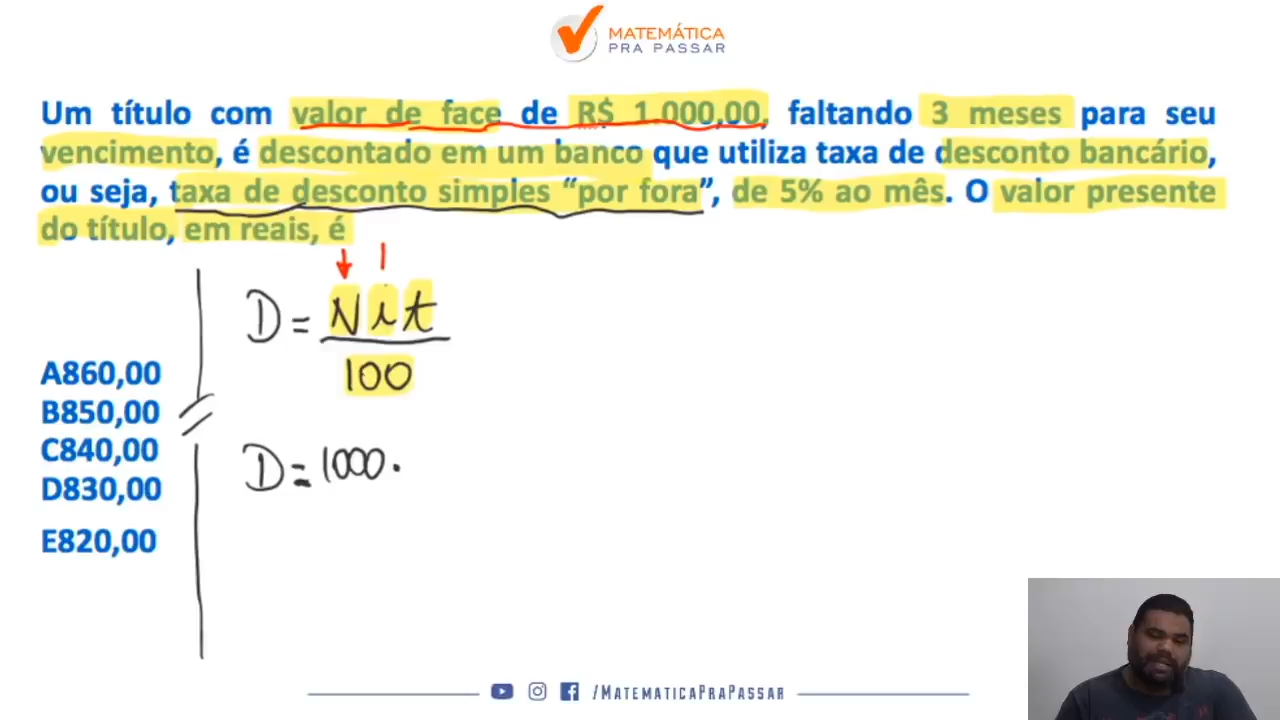 MATEMÁTICA
PRA PASSAR
Um título com valor de face de R$ 1.000,00, faltando 3 meses para seu
vencimento, é descontado em um banco que utiliza taxa de desconto bancário,
ou seja, taxa de desconto simples “por fora”, de 5% ao mês. O valor presente
do título, em reais, é
D = N i t
100
A860,00
B850,00
C840,00
D = 1000 .
D830,00
E820,00
/MATEMATICAPRAPASSAR